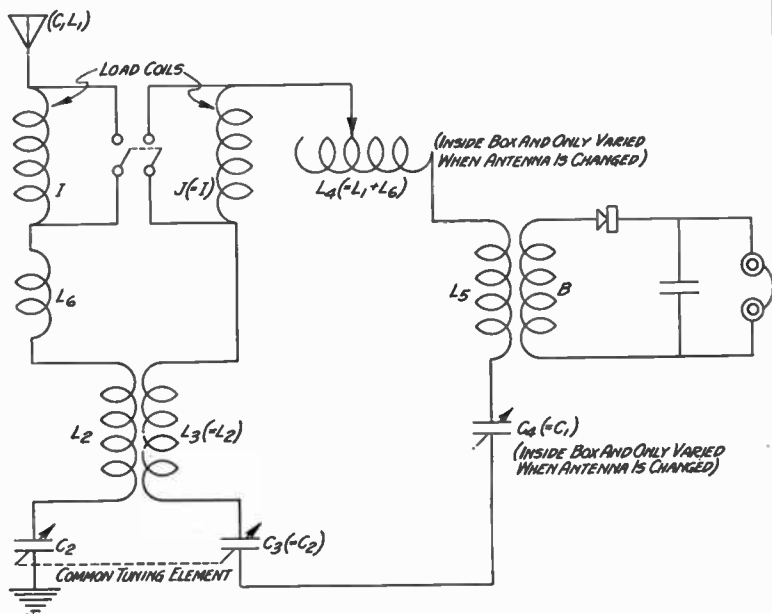 (C,L₁)
LOAD COILS
I
J(=I)
(INSIDE BOX AND ONLY VARIED
WHEN ANTENNA IS CHANGED)
L₄(=L₁+L₆)
L₆
L₅
B
L₂
L₃(=L₂)
C₄(=C₁)
(INSIDE BOX AND ONLY VARIED
WHEN ANTENNA IS CHANGED)
C₂
C₃(=C₂)
COMMON TUNING ELEMENT